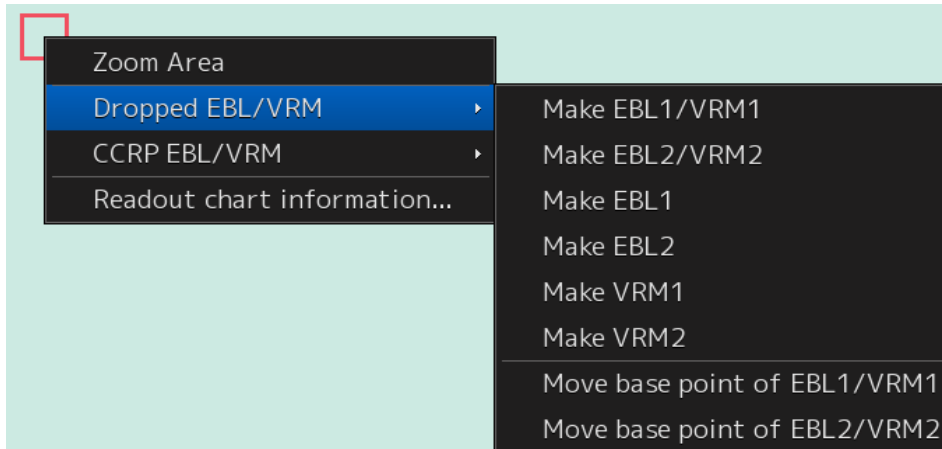 Zoom Area
Dropped EBL/VRM
CCRP EBL/VRM
Readout chart information...
Make EBL1/VRM1
Make EBL2/VRM2
Make EBL1
Make EBL2
Make VRM1
Make VRM2
Move base point of EBL1/VRM1
Move base point of EBL2/VRM2